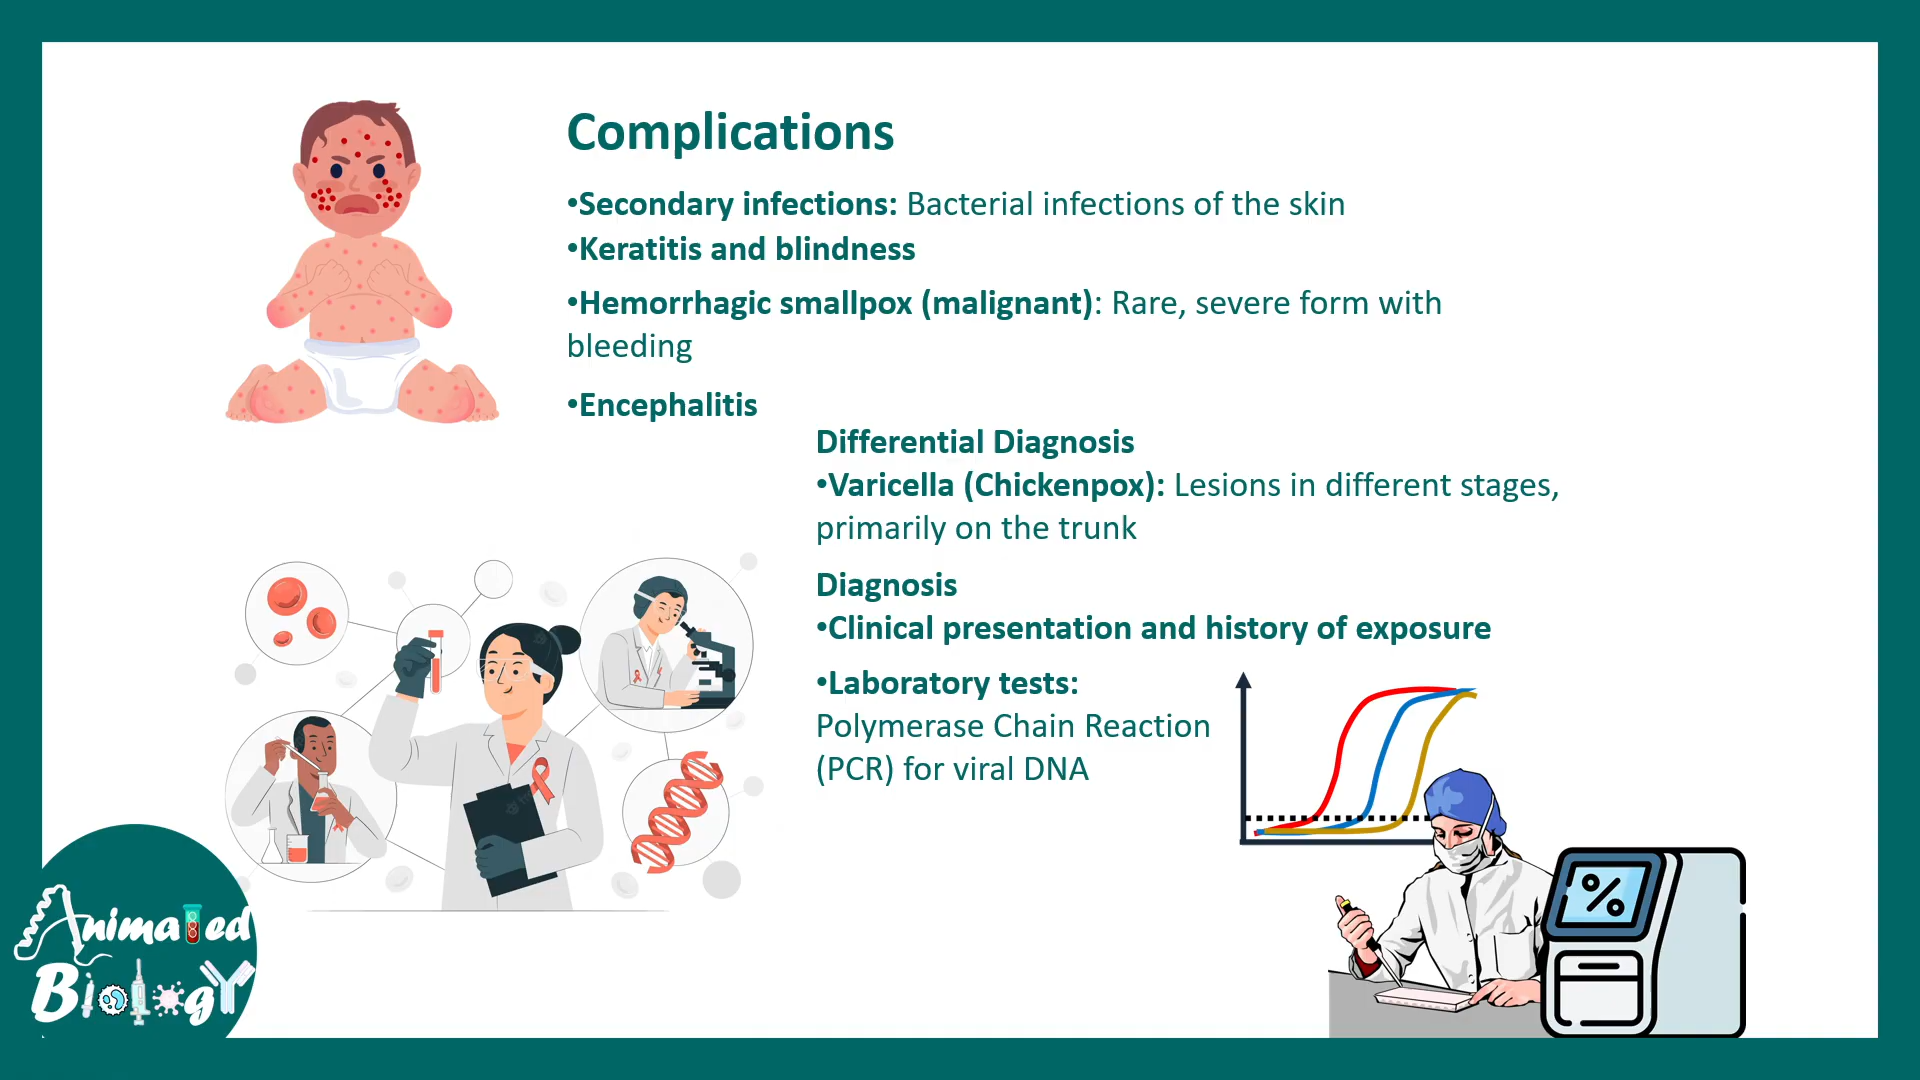 Complications
•Secondary infections: Bacterial infections of the skin
•Keratitis and blindness
•Hemorrhagic smallpox (malignant): Rare, severe form with
bleeding
•Encephalitis
Differential Diagnosis
•Varicella (Chickenpox): Lesions in different stages,
primarily on the trunk
Diagnosis
•Clinical presentation and history of exposure
•Laboratory tests:
Polymerase Chain Reaction
(PCR) for viral DNA
%
Animated
Biology